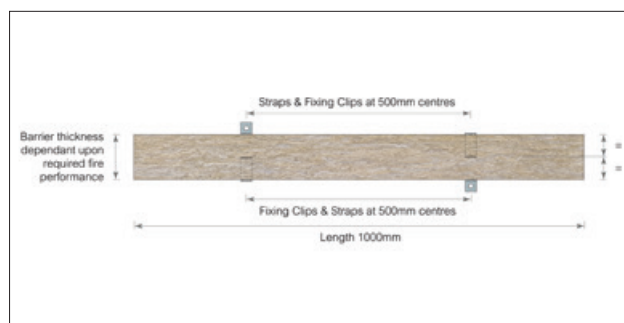 Straps & Fixing Clips at 500mm centres
Barrier thickness
dependant upon
required fire
performance
=
=
Fixing Clips & Straps at 500mm centres
Length 1000mm